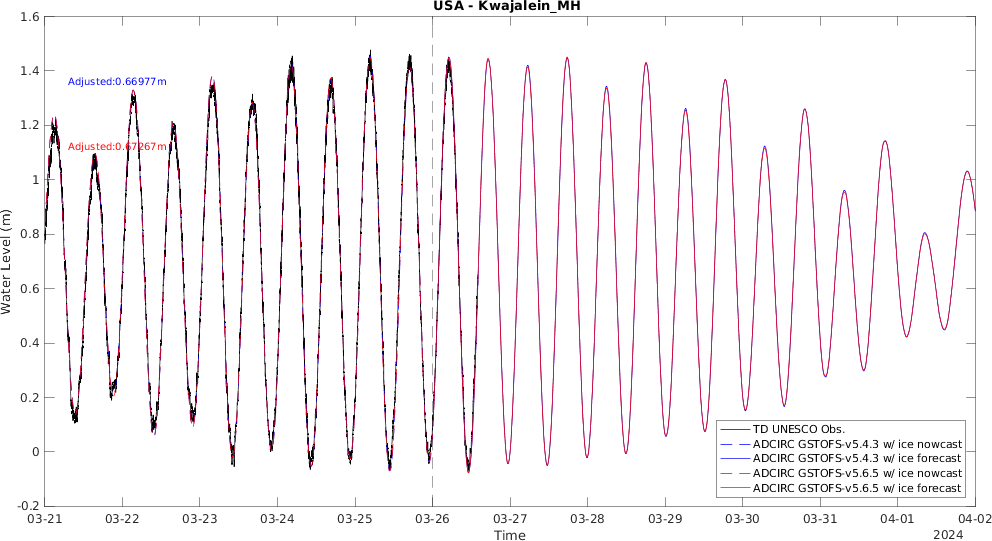 USA - Kwajalein_MH
1.6
1.4
1.2
1
0.8
0.6
0.4
0.2
0
-0.2
Water Level (m)
Adjusted:0.66977m
Adjusted:0.67267m
TD UNESCO Obs.
ADCIRC GSTOFS-v5.4.3 w/ ice nowcast
ADCIRC GSTOFS-v5.4.3 w/ ice forecast
ADCIRC GSTOFS-v5.6.5 w/ ice nowcast
ADCIRC GSTOFS-v5.6.5 w/ ice forecast
03-21 03-22 03-23 03-24 03-25 03-26 03-27 03-28 03-29 03-30 03-31 04-01 04-02
Time
2024